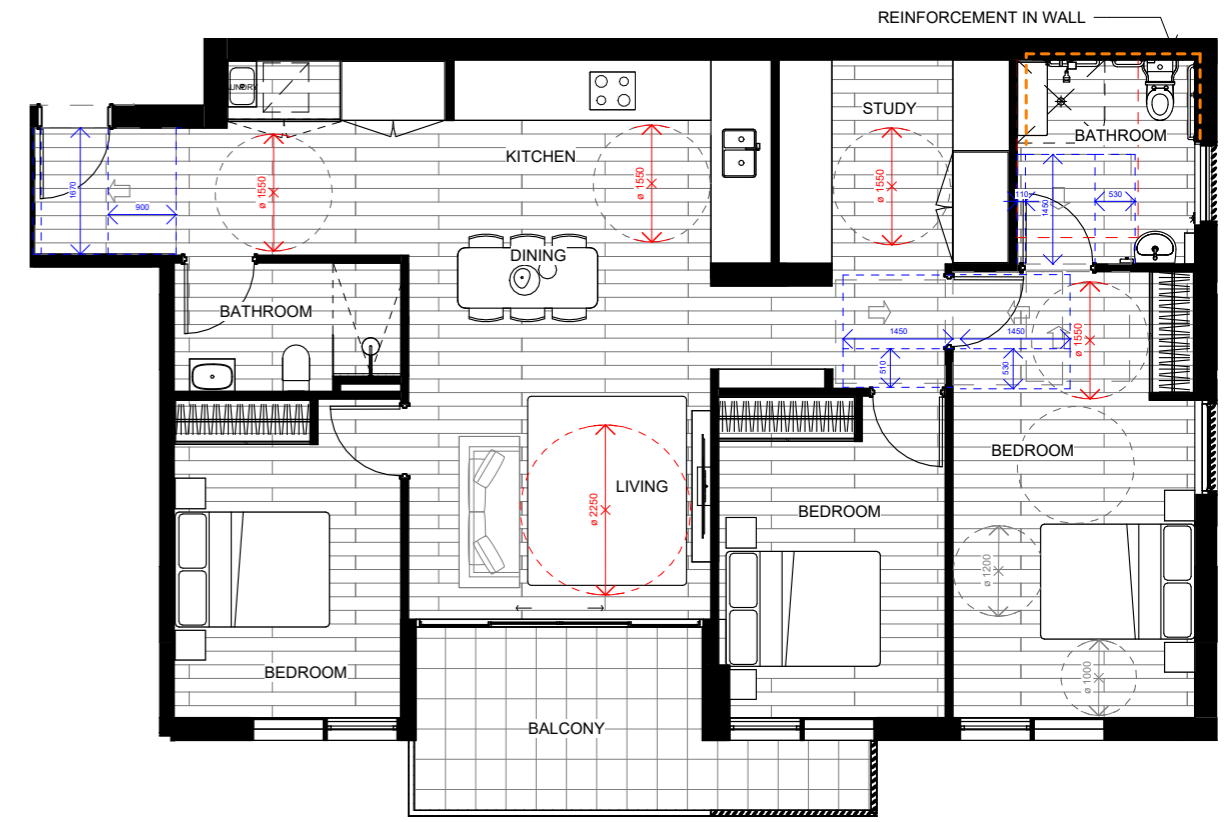 REINFORCEMENT IN WALL
STUDY
BATHROOM
KITCHEN
ø 1550
ø 1550
ø 1550
1670
900
110
1450
530
DINING
BATHROOM
1450
1450
510
530
ø 1550
LIVING
ø 2250
BEDROOM
BEDROOM
ø 1200
ø 1000
BEDROOM
BALCONY